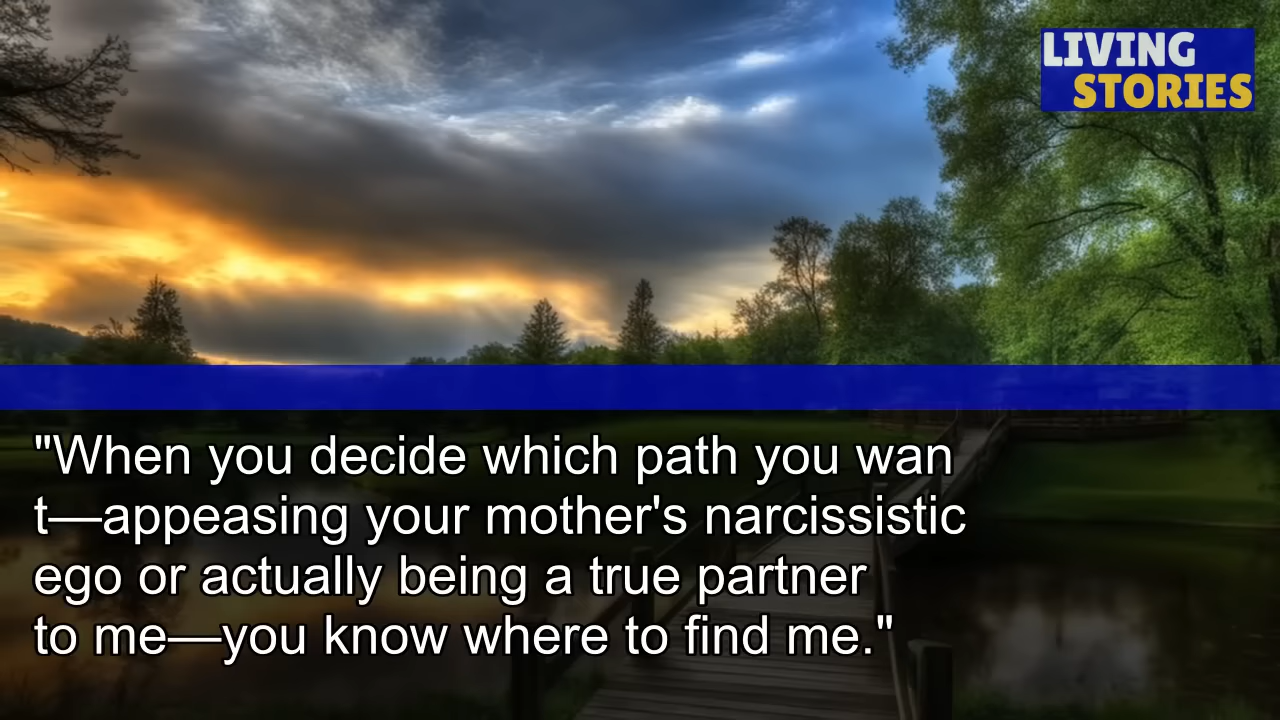 LIVING
STORIES
"When you decide which path you wan
t—appeasing your mother's narcissistic
ego or actually being a true partner
to me—you know where to find me."